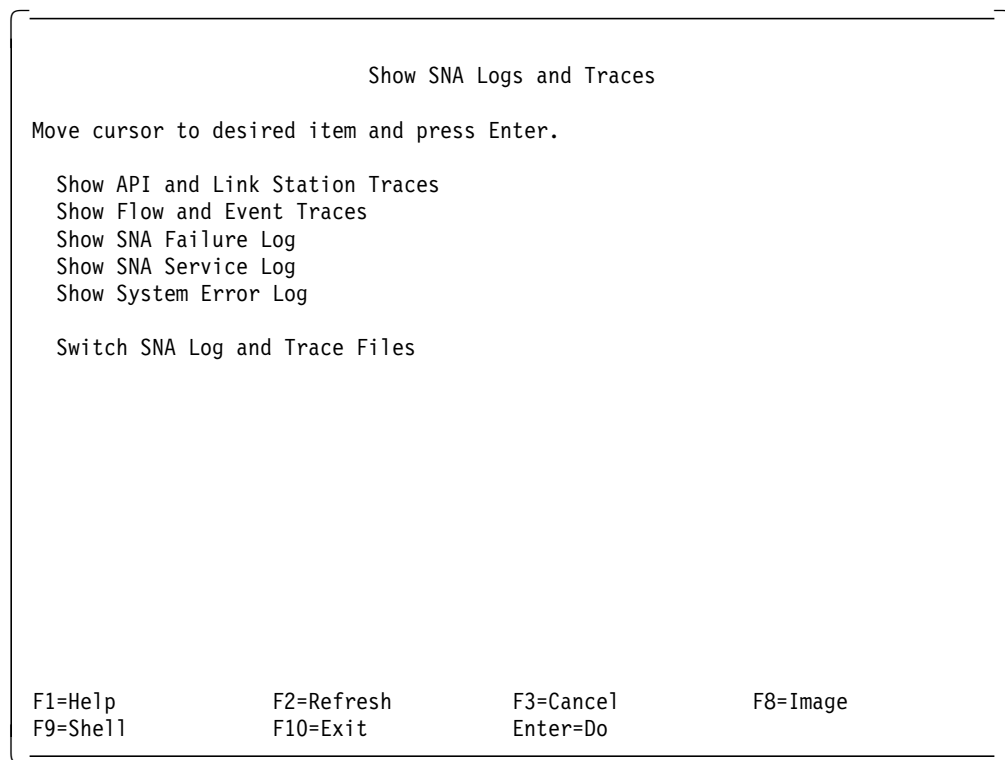 Show SNA Logs and Traces
Move cursor to desired item and press Enter.
Show API and Link Station Traces
Show Flow and Event Traces
Show SNA Failure Log
Show SNA Service Log
Show System Error Log
Switch SNA Log and Trace Files
F1=Help F2=Refresh F3=Cancel F8=Image
F9=Shell F10=Exit Enter=Do